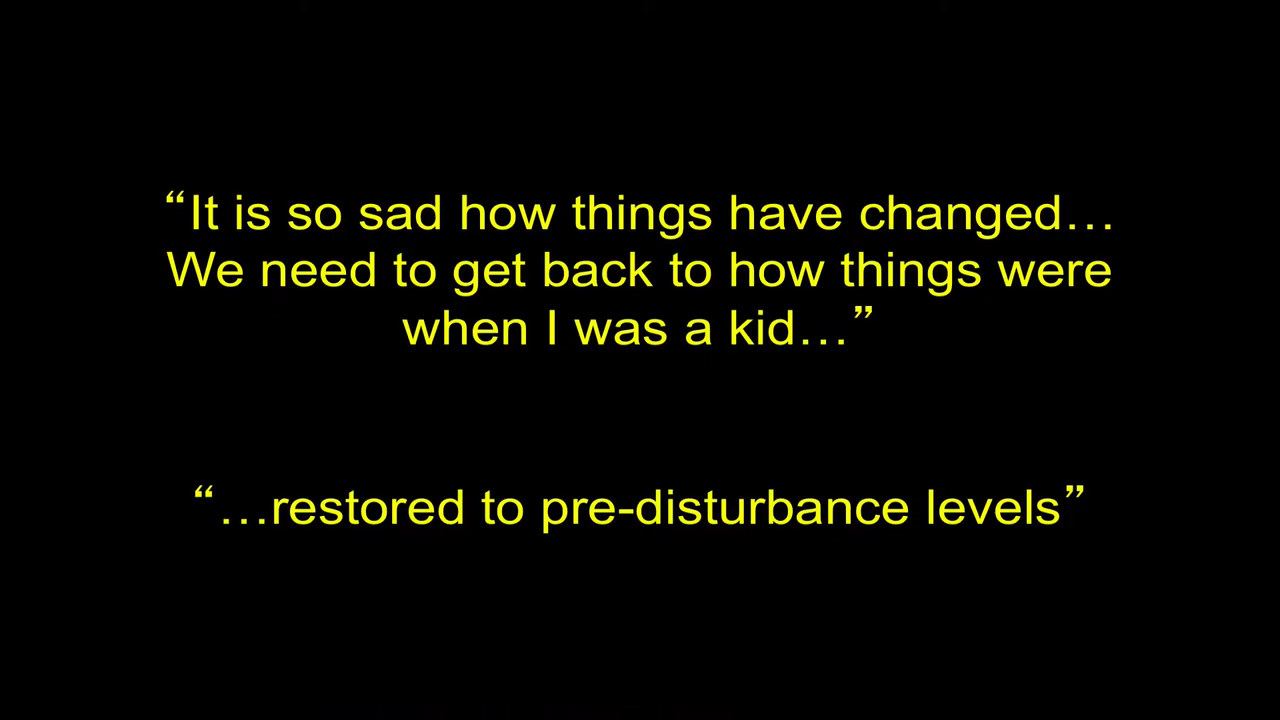 “It is so sad how things have changed…
We need to get back to how things were
when I was a kid…”
“…restored to pre-disturbance levels”